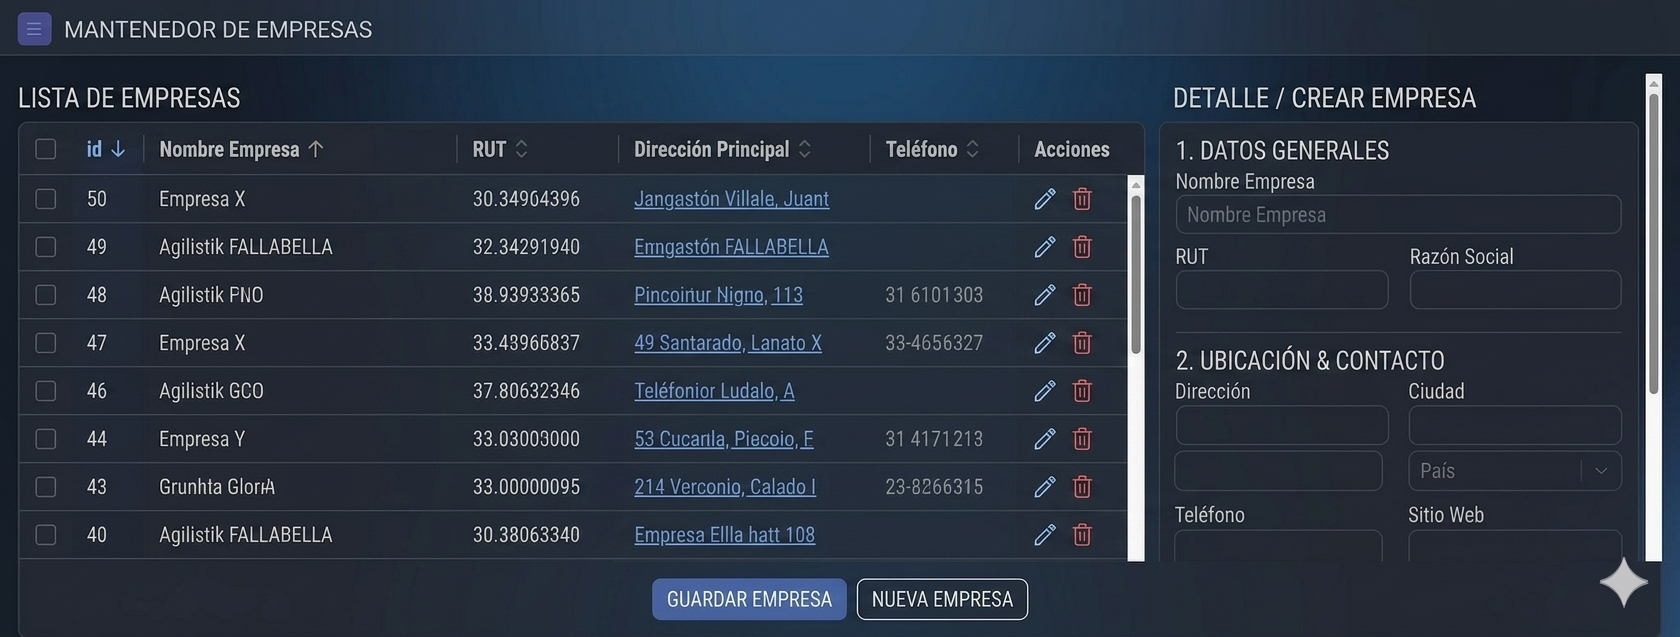 MANTENEDOR DE EMPRESAS
LISTA DE EMPRESAS
id Nombre Empresa RUT Dirección Principal Teléfono Acciones
50 Empresa X 30.34964396 Jangastón Villale, Juant
49 Agilistik FALLABELLA 32.34291940 Emngastón FALLABELLA
48 Agilistik PNO 38.93933365 Pincoinur Nigno, 113 31 6101303
47 Empresa X 33.43966837 49 Santarado, Lanato X 33-4656327
46 Agilistik GCO 37.80632346 Teléfonior Ludalo, A
44 Empresa Y 33.03003000 53 Cucarıla, Piecoio, F 31 4171213
43 Grunhta GlorıA 33.00000095 214 Verconio, Calado I 23-8266315
40 Agilistik FALLABELLA 30.38063340 Empresa Ellla hatt 108
GUARDAR EMPRESA NUEVA EMPRESA
DETALLE / CREAR EMPRESA
1. DATOS GENERALES
Nombre Empresa
Nombre Empresa
RUT Razón Social
2. UBICACIÓN & CONTACTO
Dirección Ciudad
País
Teléfono Sitio Web